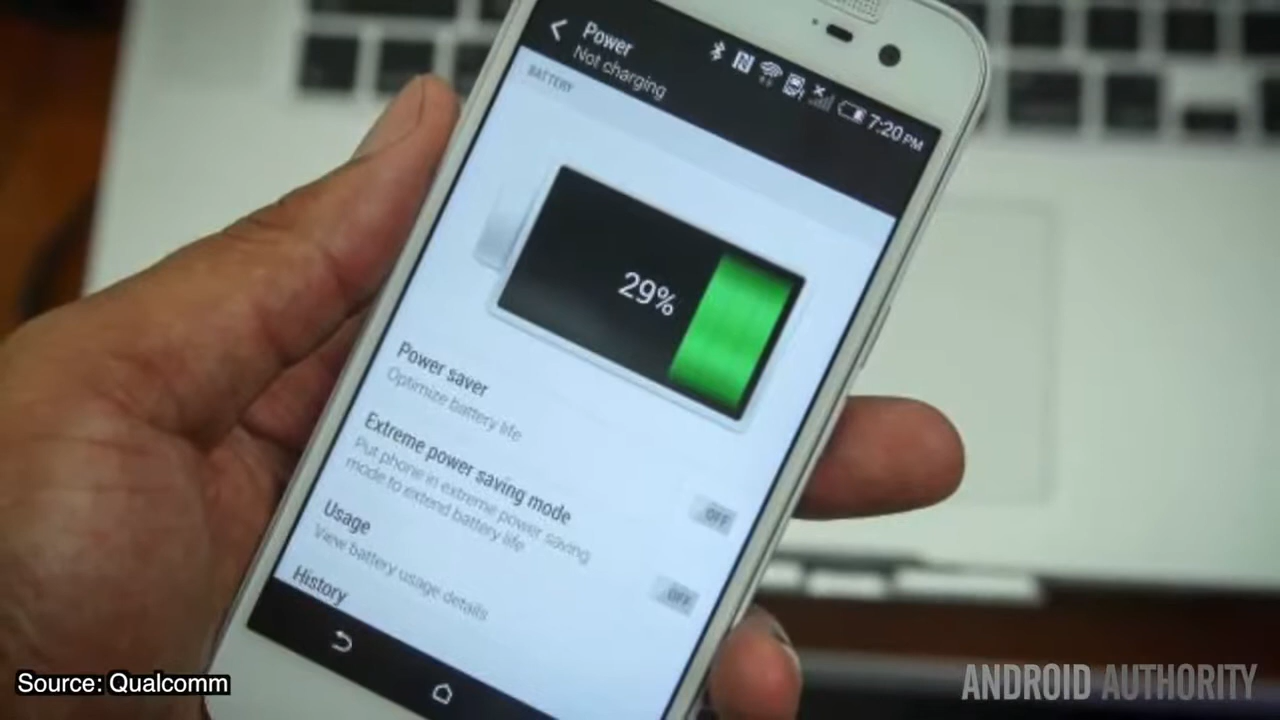 Power
Not charging
7:20 PM
BATTERY
29%
Power saver
Optimize battery life
Extreme power saving mode
Put phone in extreme power saving
mode to extend battery life
OFF
Usage
View battery usage details
OFF
History
Source: Qualcomm
ANDROID AUTHORITY